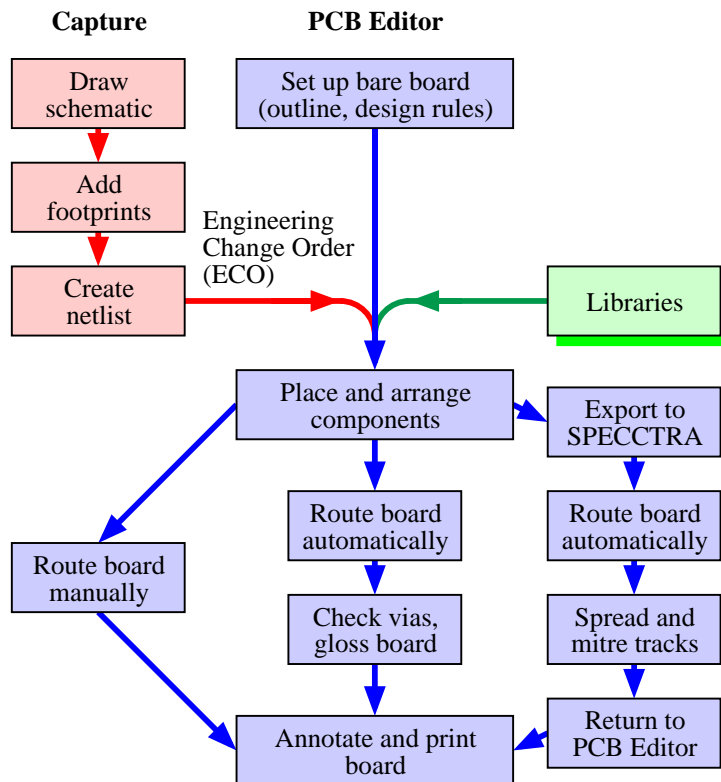 Capture
PCB Editor
Draw
schematic
Set up bare board
(outline, design rules)
Add
footprints
Engineering
Change Order
(ECO)
Create
netlist
Libraries
Place and arrange
components
Export to
SPECCTRA
Route board
manually
Route board
automatically
Route board
automatically
Check vias,
gloss board
Spread and
mitre tracks
Return to
PCB Editor
Annotate and print
board